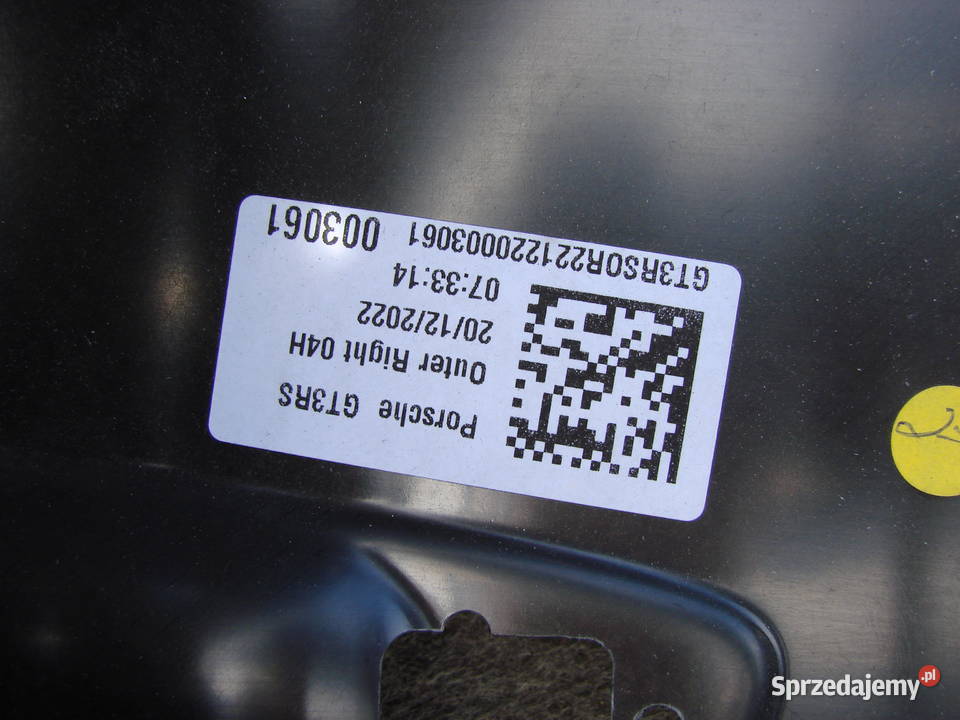 Porsche GT3RS
Outer Right 04H
20/12/2022
07:33:14
GT3RSOR221220003061 003061
Sprzedajemy.pl